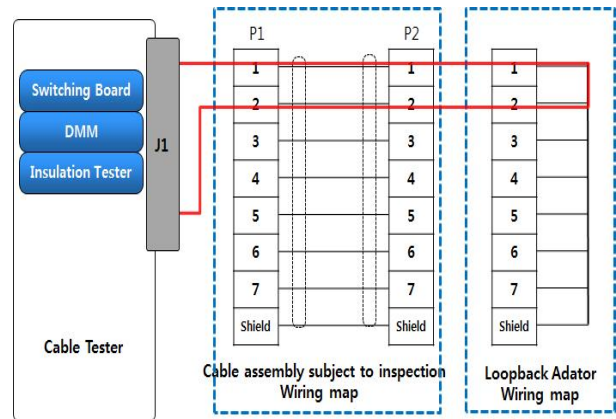 Switching Board
DMM
Insulation Tester
J1
Cable Tester
P1
P2
1
1
2
2
3
3
4
4
5
5
6
6
7
7
Shield
Shield
Cable assembly subject to inspection
Wiring map
1
2
3
4
5
6
7
Shield
Loopback Adator
Wiring map